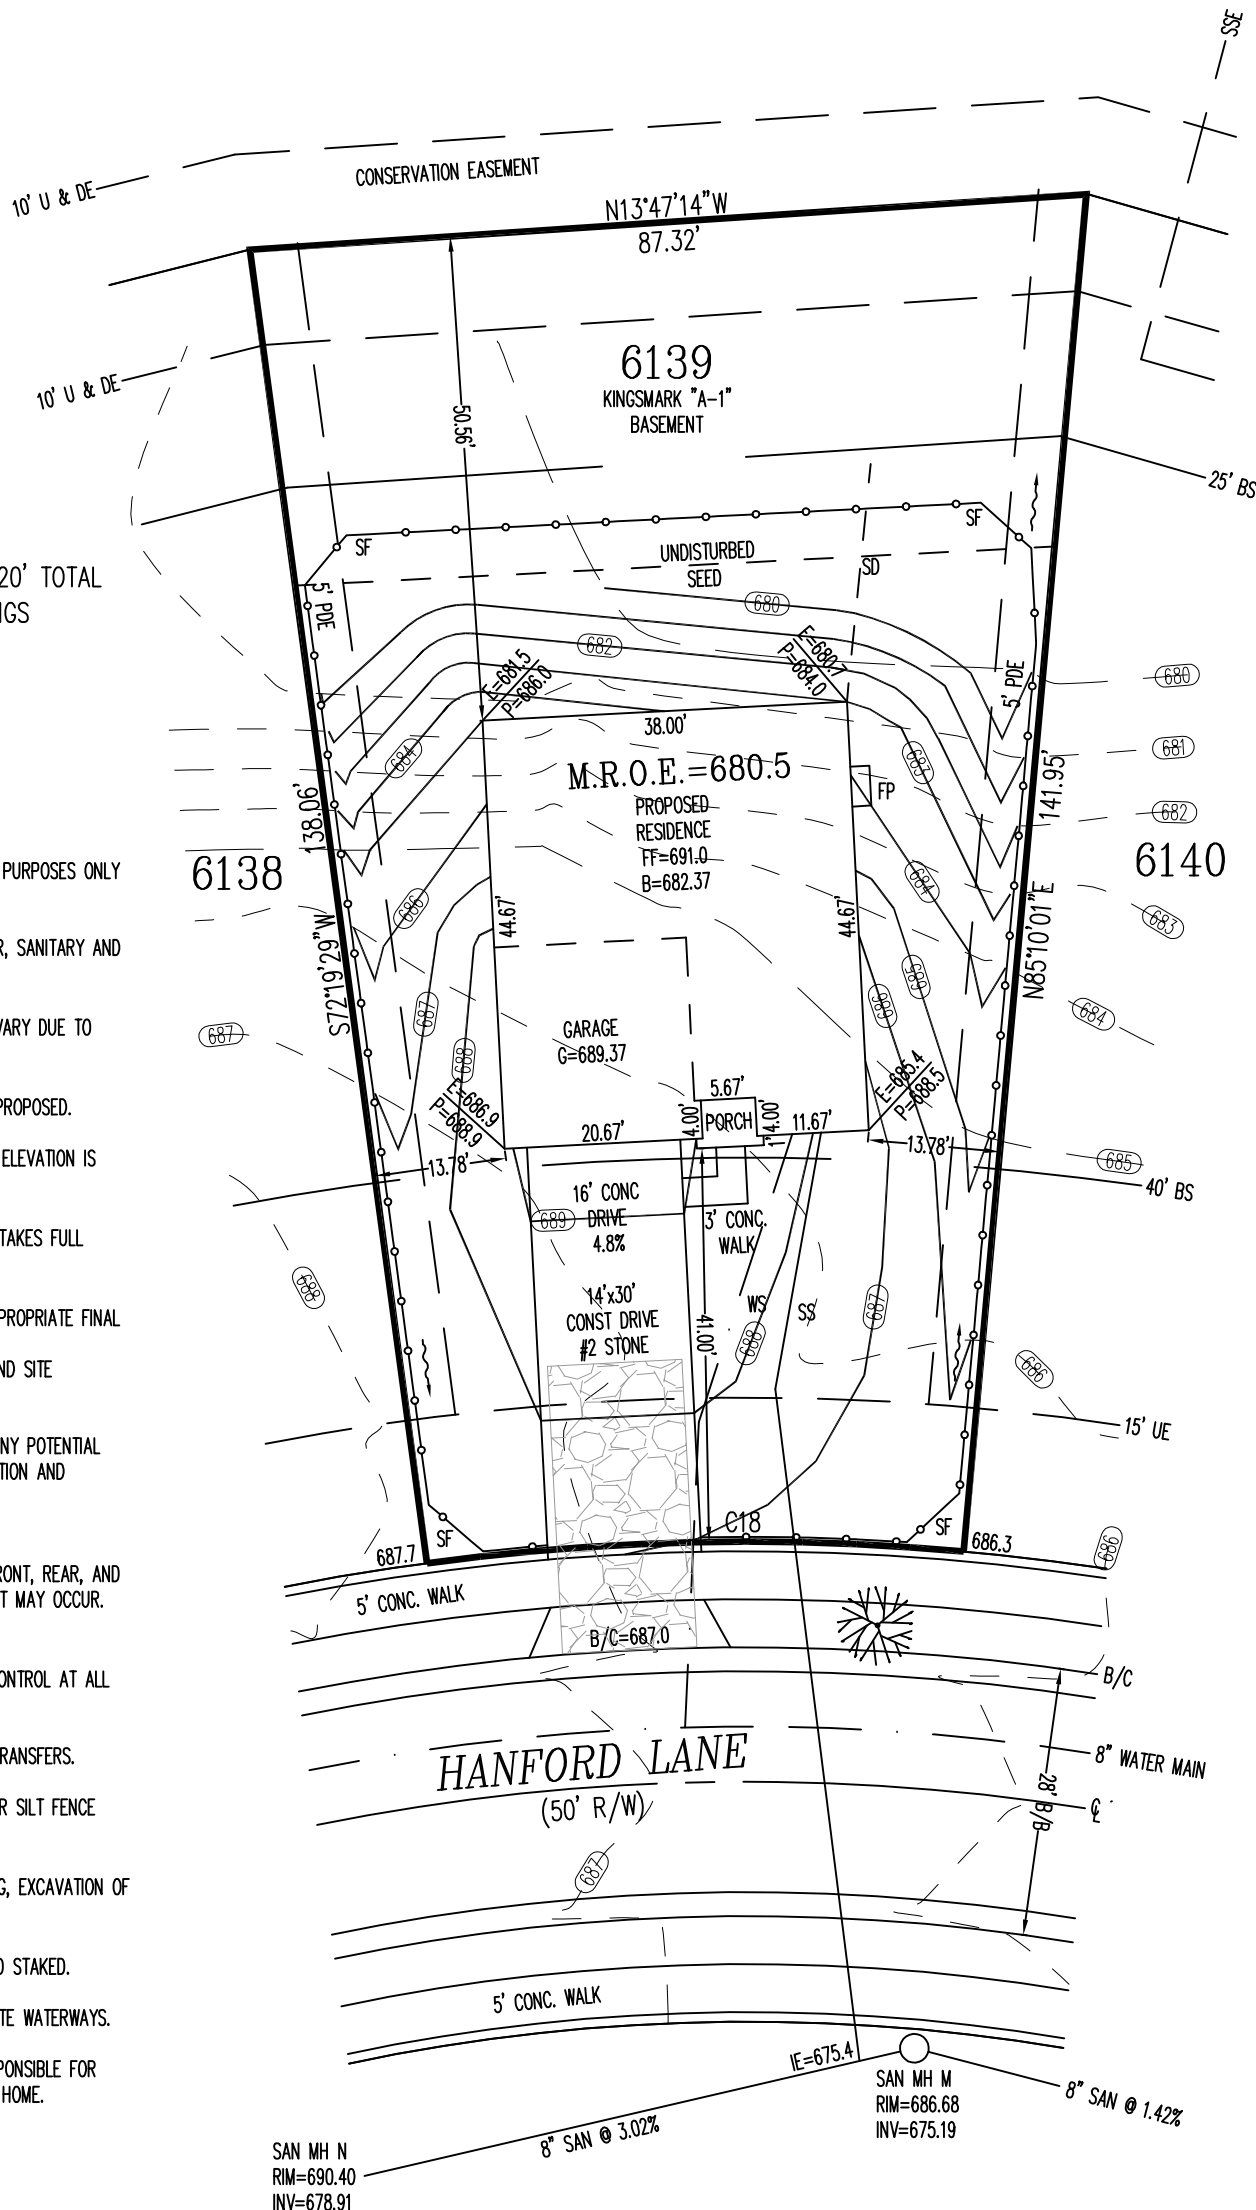 SSE
10' U & DE
CONSERVATION EASEMENT
N13°47'14"W
87.32'
10' U & DE
6139
KINGSMARK "A-1"
BASEMENT
50.56'
25' BS
SF
SF
UNDISTURBED
SEED
SD
20' TOTAL
5' PDE
680
682
E=681.5
P=686.0
E=680.7
P=684.0
5' PDE
680
38.00'
681
684
683
M.R.O.E.=680.5
FP
PROPOSED
RESIDENCE
FF=691.0
B=682.37
138.06'
141.95'
682
6138
6140
PURPOSES ONLY
684
686
683
44.67'
44.67'
S72°16'29"W
N85°10'01"E
, SANITARY AND
685
686
687
684
687
VARY DUE TO
GARAGE
G=689.37
688
E=686.9
P=688.9
E=685.4
P=688.5
5.67'
4.00'
PORCH
14.00'
11.67'
20.67'
PROPOSED.
ELEVATION IS
13.78'
13.78'
685
40' BS
16' CONC
DRIVE
4.8%
689
3' CONC.
WALK
TAKES FULL
688
14'x30'
CONST DRIVE
#2 STONE
41.00'
WS
SS
688
687
PROPRIATE FINAL
ND SITE
686
15' UE
NY POTENTIAL
TION AND
C18
SF
SF
687.7
686.3
686
RONT, REAR, AND
T MAY OCCUR.
5' CONC. WALK
B/C=687.0
ONTROL AT ALL
B/C
HANFORD LANE
(50' R/W)
8" WATER MAIN
28' B/B
RANSFERS.
R SILT FENCE
687
G, EXCAVATION OF
STAKED.
5' CONC. WALK
TE WATERWAYS.
IE=675.4
PONSIBLE FOR
HOME.
SAN MH M
RIM=686.68
INV=675.19
8" SAN @ 1.42%
8" SAN @ 3.02%
SAN MH N
RIM=690.40
INV=678.91